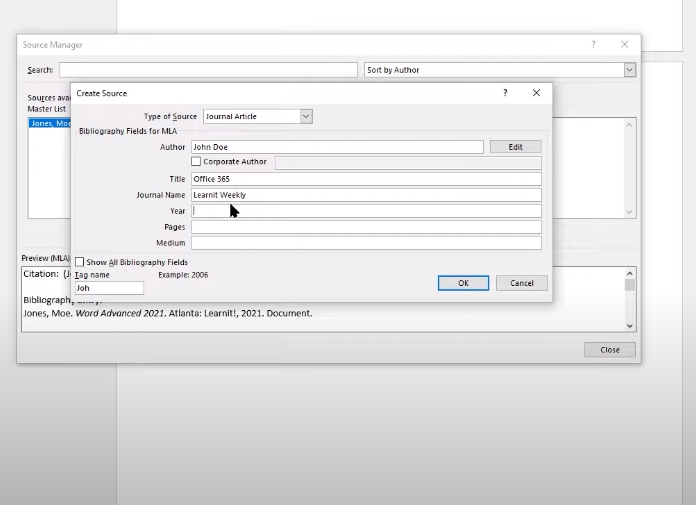 Source Manager
?
Search:
Sort by Author
Master List
Jones, Moe
Create Source
?
Type of Source
Journal Article
Bibliography Fields for MLA
Author
John Doe
Edit
Corporate Author
Title
Office 365
Journal Name
Learnit Weekly
Year
Pages
Medium
Show All Bibliography Fields
Tag name
Example: 2006
Joh
OK
Cancel
Preview (MLA)
Citation: (J
Jones, Moe. Word Advanced 2021. Atlanta: Learnit!, 2021. Document.
Close